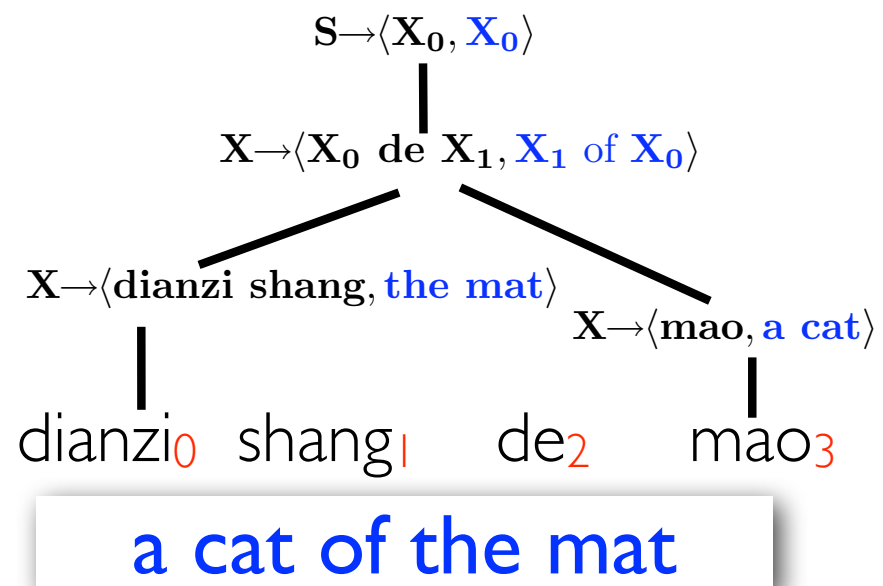 S→⟨X₀, X₀⟩
X→⟨X₀ de X₁, X₁ of X₀⟩
X→⟨dianzi shang, the mat⟩
X→⟨mao, a cat⟩
dianzi₀ shang₁ de₂ mao₃
a cat of the mat